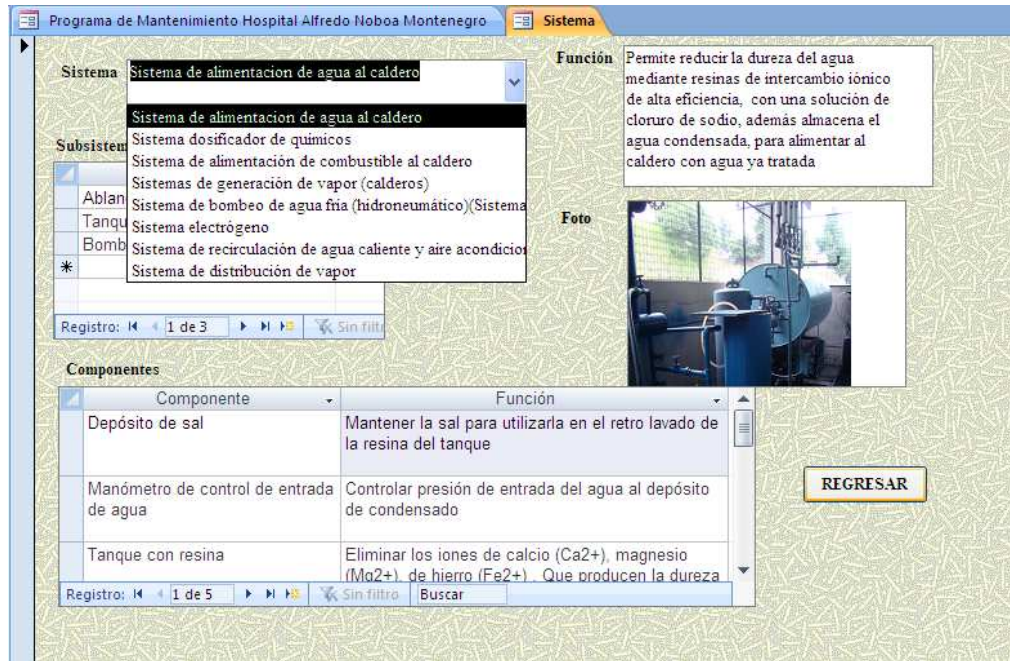 Programa de Mantenimiento Hospital Alfredo Noboa Montenegro
Sistema
Sistema
Sistema de alimentacion de agua al caldero
Sistema de alimentacion de agua al caldero
Sistema dosificador de quimicos
Sistema de alimentación de combustible al caldero
Sistemas de generación de vapor (calderos)
Sistema de bombeo de agua fria (hidroneumático)(Sistema
Sistema electrógeno
Sistema de recirculación de agua caliente y aire acondicion
Sistema de distribución de vapor
Función
Permite reducir la dureza del agua
mediante resinas de intercambio iónico
de alta eficiencia, con una solución de
cloruro de sodio, además almacena el
agua condensada, para alimentar al
caldero con agua ya tratada
Subsistem
Ablan
Tanqu
Bomb
Registro: 1 de 3 Sin filtr
Foto
Componentes
Componente Función
Depósito de sal
Mantener la sal para utilizarla en el retro lavado de
la resina del tanque
Manómetro de control de entrada
de agua
Controlar presión de entrada del agua al depósito
de condensado
Tanque con resina
Eliminar los iones de calcio (Ca2+), magnesio
(Mg2+), de hierro (Fe2+) . Que producen la dureza
Registro: 1 de 5 Sin filtro Buscar
REGRESAR